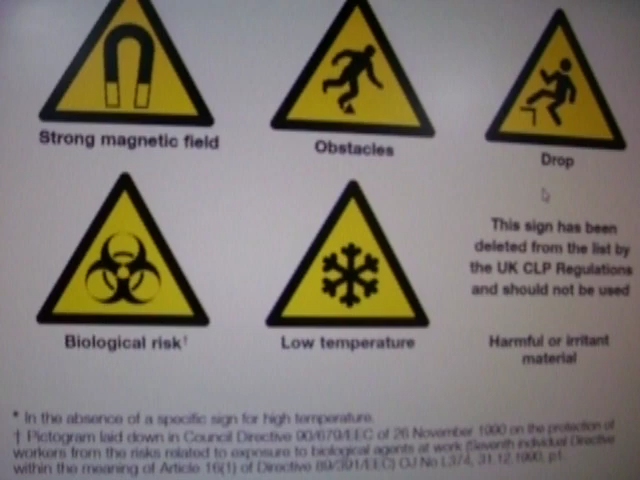 Strong magnetic field
Obstacles
Drop
This sign has been
deleted from the list by
the UK CLP Regulations
and should not be used
Biological risk†
Low temperature
Harmful or irritant
material
* In the absence of a specific sign for high temperature.
† Pictogram laid down in Council Directive 90/679/EEC of 26 November 1990 on the protection of
workers from the risks related to exposure to biological agents at work (Seventh individual Directive
within the meaning of Article 16(1) of Directive 89/391/EEC) OJ No L374, 31.12.1990, p1.